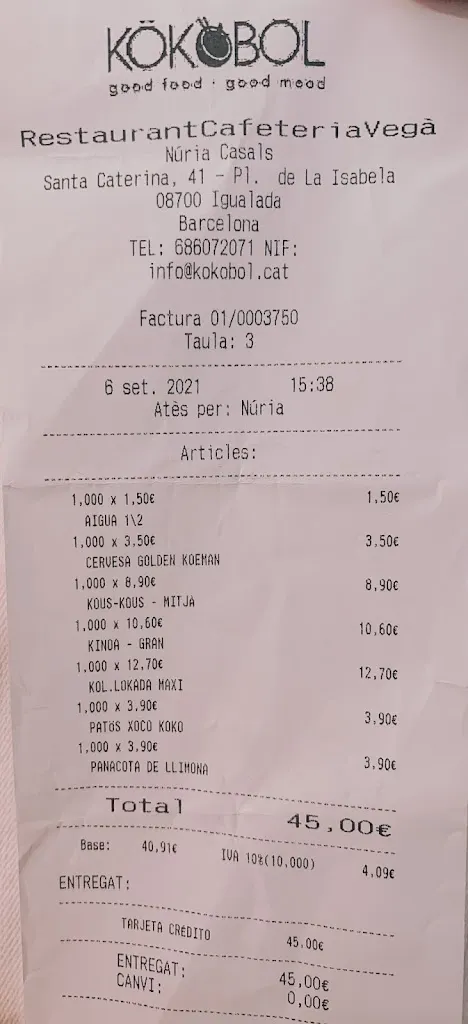 KÖKOBOL
good food · good mood
RestaurantCafeteriaVegà
Núria Casals
Santa Caterina, 41 - Pl. de La Isabela
08700 Igualada
Barcelona
TEL: 686072071 NIF:
info@kokobol.cat
Factura 01/0003750
Taula: 3
6 set. 2021 15:38
Atès per: Núria
Articles:
1,000 x 1,50€ 1,50€
AIGUA 1\2
1,000 x 3,50€ 3,50€
CERVESA GOLDEN KOEMAN
1,000 x 8,90€ 8,90€
KOUS-KOUS - MITJÀ
1,000 x 10,60€ 10,60€
KINOA - GRAN
1,000 x 12,70€ 12,70€
KOL.LOKADA MAXI
1,000 x 3,90€ 3,90€
PATÖS XOCO KOKO
1,000 x 3,90€ 3,90€
PANACOTA DE LLIMONA
Total 45,00€
Base: 40,91€ IVA 10%(10,000) 4,09€
ENTREGAT:
TARJETA CRÉDITO 45,00€
ENTREGAT: 45,00€
CANVI: 0,00€